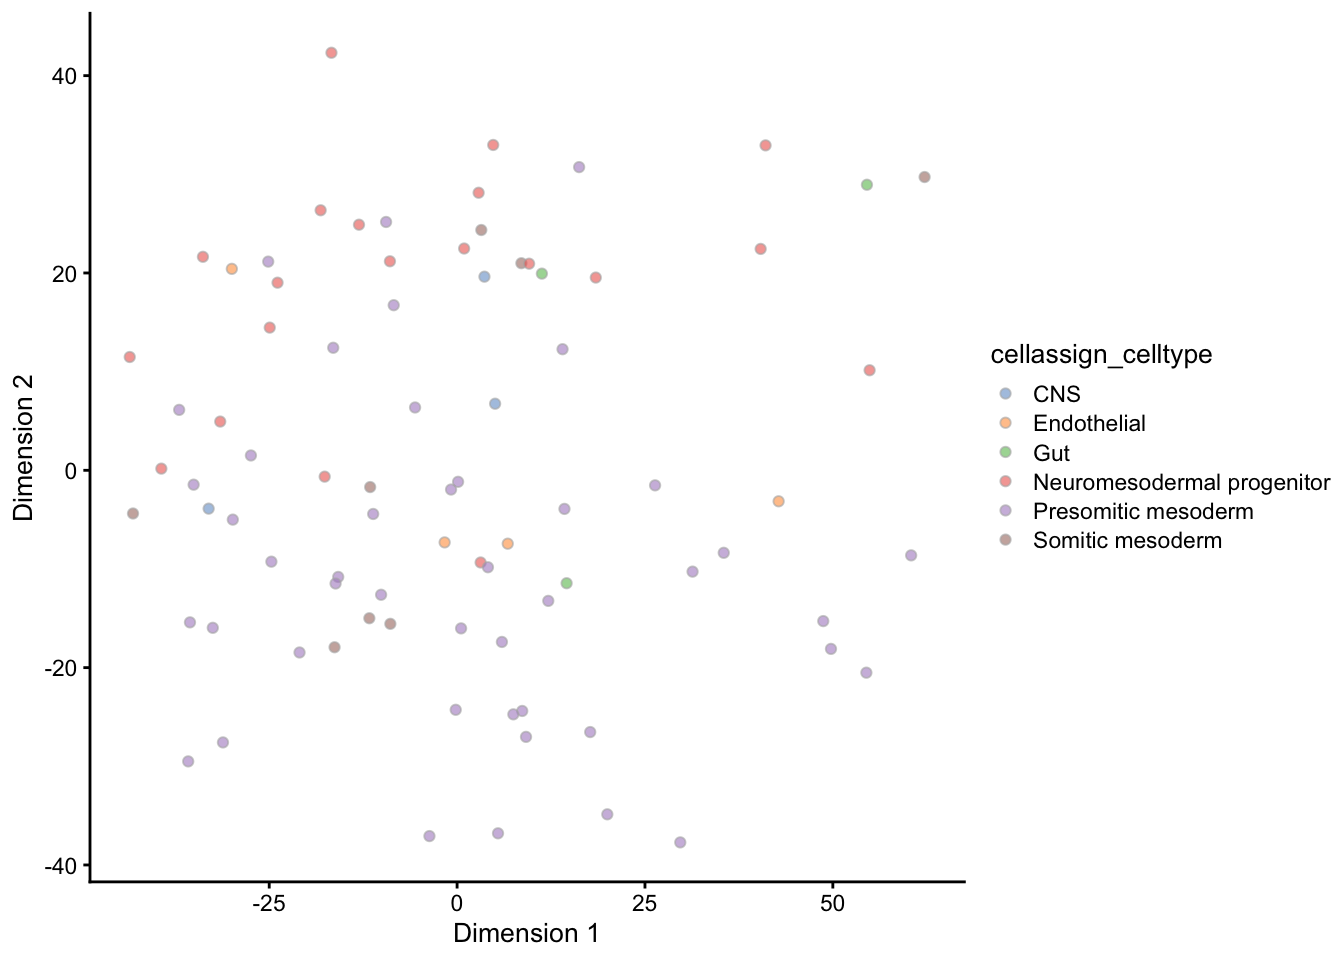 40
20
0
-20
-40
Dimension 2
-25
0
25
50
Dimension 1
cellassign_celltype
CNS
Endothelial
Gut
Neuromesodermal progenitor
Presomitic mesoderm
Somitic mesoderm